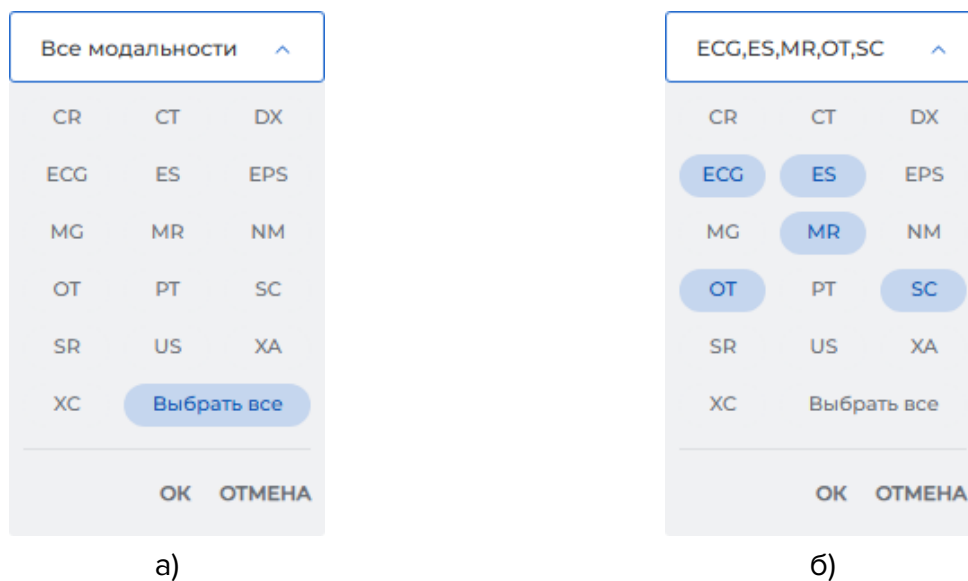 Все модальности
CR CT DX
ECG ES EPS
MG MR NM
OT PT SC
SR US XA
XC Выбрать все
ОК ОТМЕНА
а)
ECG,ES,MR,OT,SC
CR CT DX
ECG ES EPS
MG MR NM
OT PT SC
SR US XA
XC Выбрать все
ОК ОТМЕНА
б)